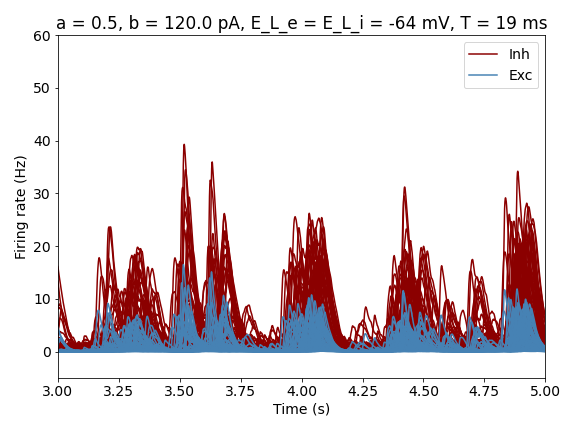 a = 0.5, b = 120.0 pA, E_L_e = E_L_i = -64 mV, T = 19 ms
Inh
Exc
Firing rate (Hz)
60
50
40
30
20
10
0
3.00 3.25 3.50 3.75 4.00 4.25 4.50 4.75 5.00
Time (s)